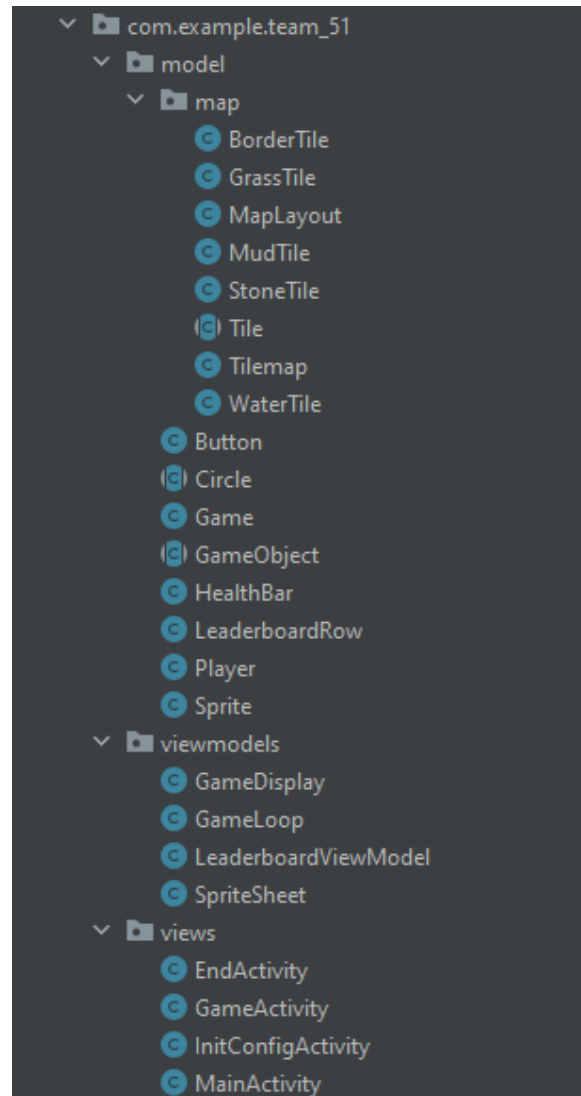 com.example.team_51
model
map
BorderTile
GrassTile
MapLayout
MudTile
StoneTile
Tile
Tilemap
WaterTile
Button
Circle
Game
GameObject
HealthBar
LeaderboardRow
Player
Sprite
viewmodels
GameDisplay
GameLoop
LeaderboardViewModel
SpriteSheet
views
EndActivity
GameActivity
InitConfigActivity
MainActivity